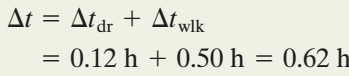 Δt = Δt_dr + Δt_wlk
= 0.12 h + 0.50 h = 0.62 h